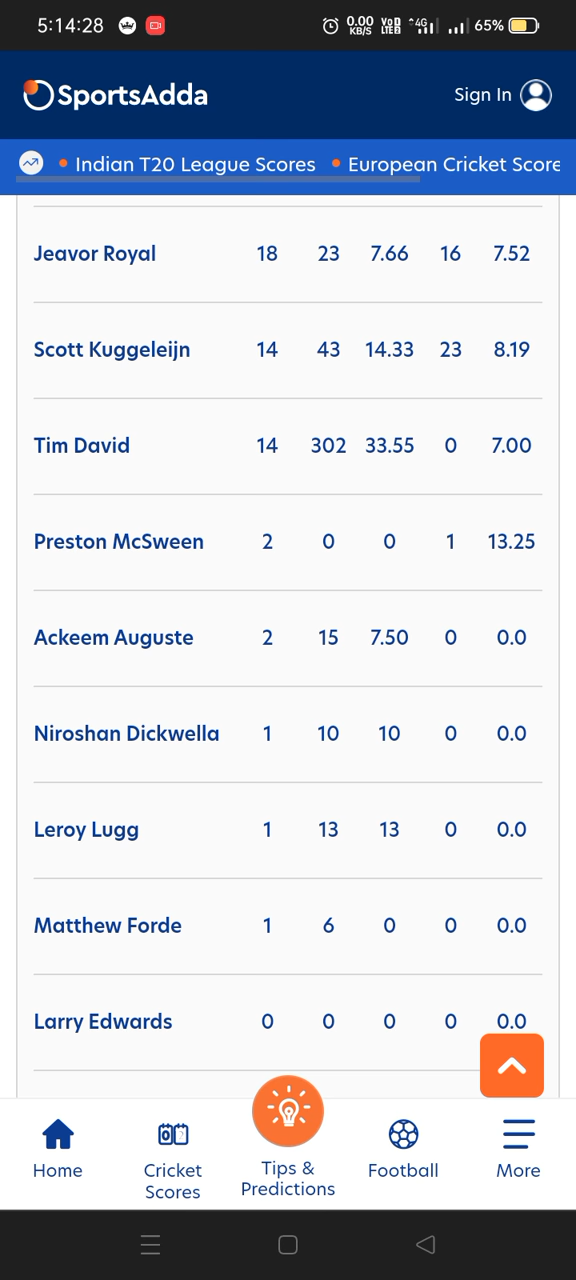 5:14:28 0.00 KB/S Vo LTE 4G 65%
SportsAdda Sign In
Indian T20 League Scores European Cricket Score
Jeavor Royal 18 23 7.66 16 7.52
Scott Kuggeleijn 14 43 14.33 23 8.19
Tim David 14 302 33.55 0 7.00
Preston McSween 2 0 0 1 13.25
Ackeem Auguste 2 15 7.50 0 0.0
Niroshan Dickwella 1 10 10 0 0.0
Leroy Lugg 1 13 13 0 0.0
Matthew Forde 1 6 0 0 0.0
Larry Edwards 0 0 0 0 0.0
Home Cricket Scores Tips & Predictions Football More